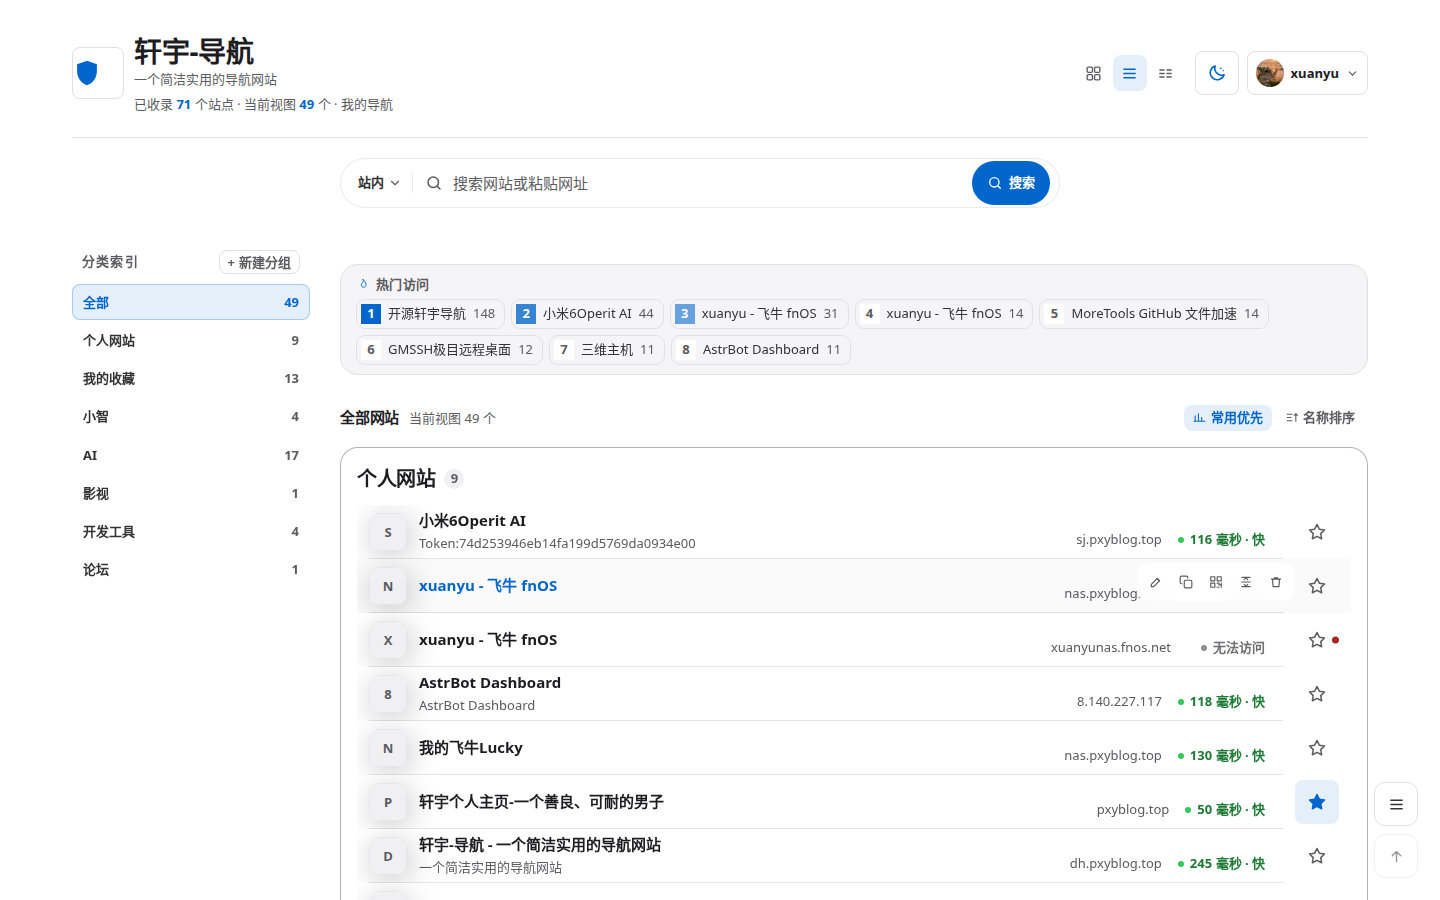 轩宇-导航
一个简洁实用的导航网站
已收录 71 个站点 · 当前视图 49 个 · 我的导航
xuanyu
站内
搜索网站或粘贴网址
搜索
分类索引
+ 新建分组
全部 49
个人网站 9
我的收藏 13
小智 4
AI 17
影视 1
开发工具 4
论坛 1
热门访问
1 开源轩宇导航 148
2 小米6Operit AI 44
3 xuanyu - 飞牛 fnOS 31
4 xuanyu - 飞牛 fnOS 14
5 MoreTools GitHub 文件加速 14
6 GMSSH极目远程桌面 12
7 三维主机 11
8 AstrBot Dashboard 11
全部网站 当前视图 49 个
常用优先
名称排序
个人网站 9
S
小米6Operit AI
Token:74d253946eb14fa199d5769da0934e00
sj.pxyblog.top
116 毫秒 · 快
N
xuanyu - 飞牛 fnOS
nas.pxyblog.
X
xuanyu - 飞牛 fnOS
xuanyunas.fnos.net
无法访问
8
AstrBot Dashboard
AstrBot Dashboard
8.140.227.117
118 毫秒 · 快
N
我的飞牛Lucky
nas.pxyblog.top
130 毫秒 · 快
P
轩宇个人主页-一个善良、可耐的男子
pxyblog.top
50 毫秒 · 快
D
轩宇-导航 - 一个简洁实用的导航网站
一个简洁实用的导航网站
dh.pxyblog.top
245 毫秒 · 快